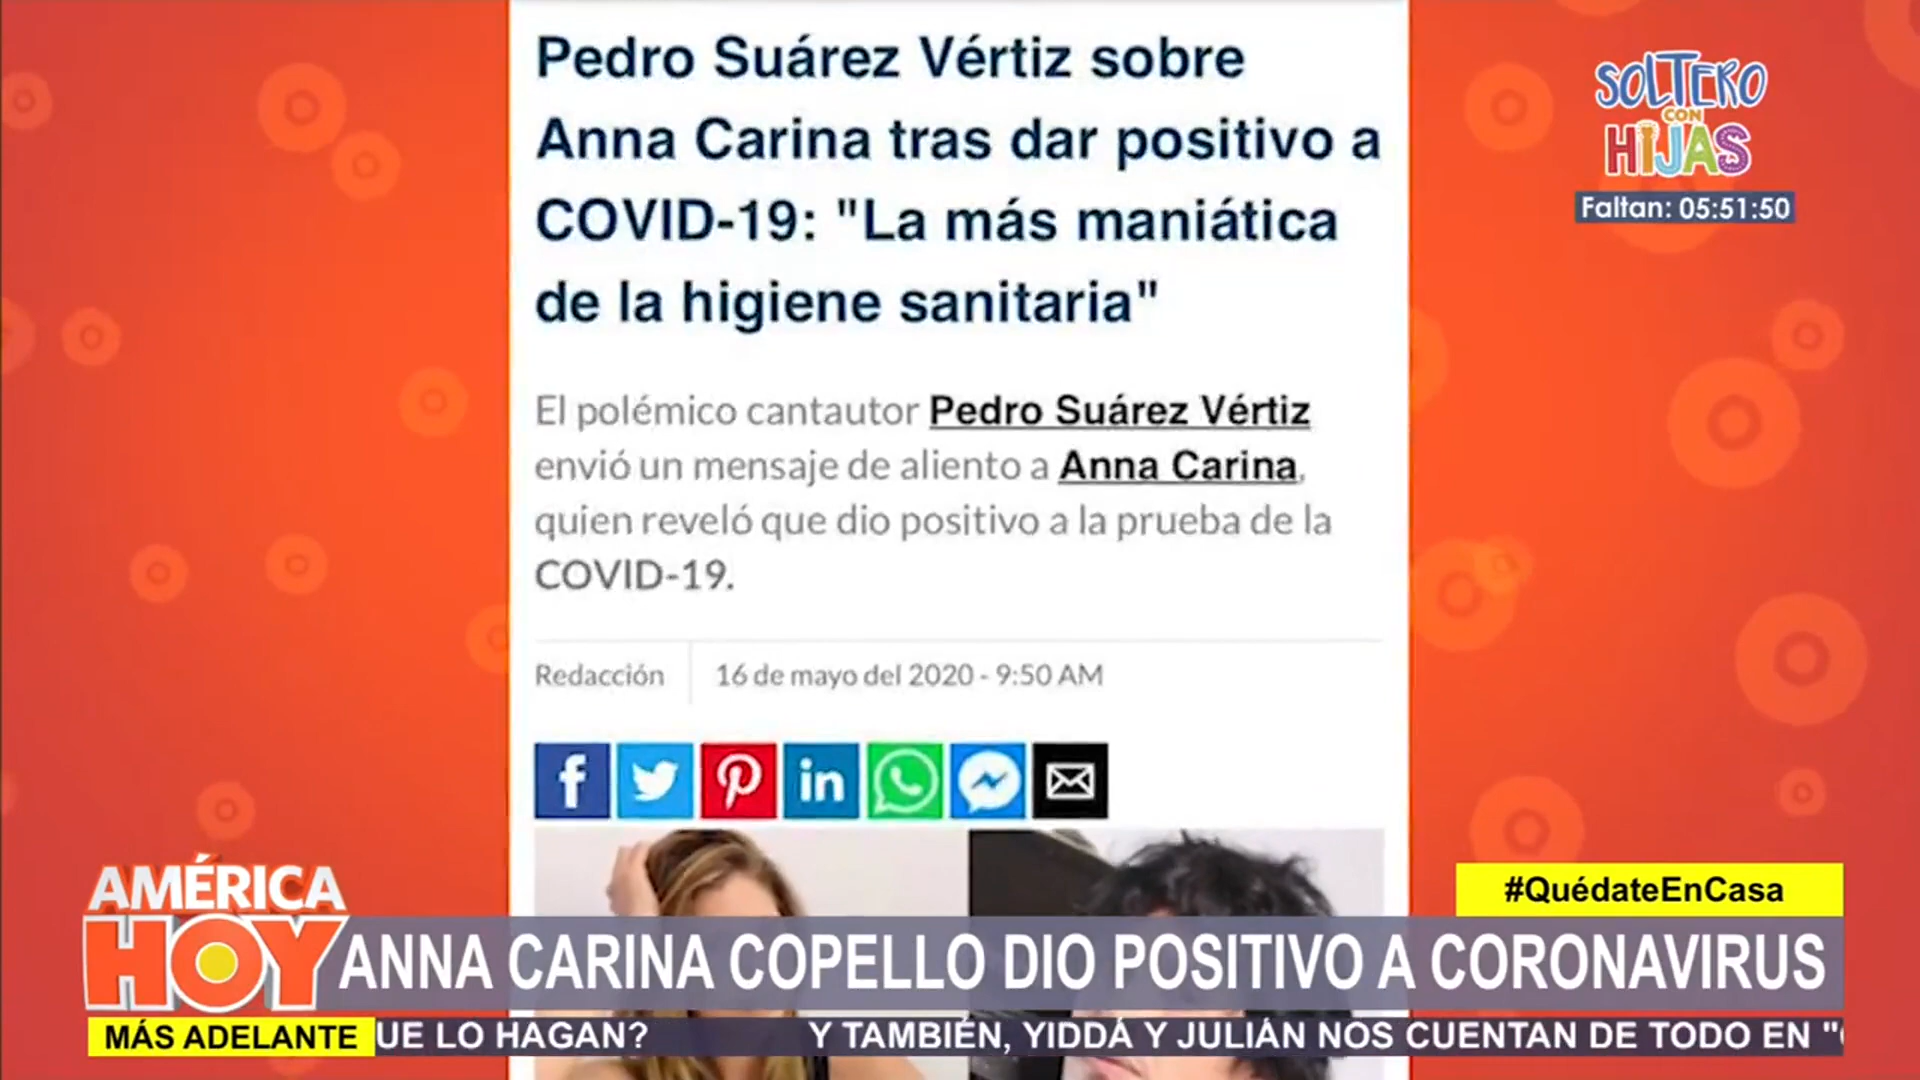 Pedro Suárez Vértiz sobre
Anna Carina tras dar positivo a
COVID-19: "La más maniática
de la higiene sanitaria"
El polémico cantautor Pedro Suárez Vértiz
envió un mensaje de aliento a Anna Carina,
quien reveló que dio positivo a la prueba de la
COVID-19.
Redacción 16 de mayo del 2020 - 9:50 AM
SOLTERO
CON
HIJAS
Faltan: 05:51:50
#QuédateEnCasa
AMÉRICA
HOY
ANNA CARINA COPELLO DIO POSITIVO A CORONAVIRUS
MÁS ADELANTE UE LO HAGAN? Y TAMBIÉN, YIDDÁ Y JULIÁN NOS CUENTAN DE TODO EN "